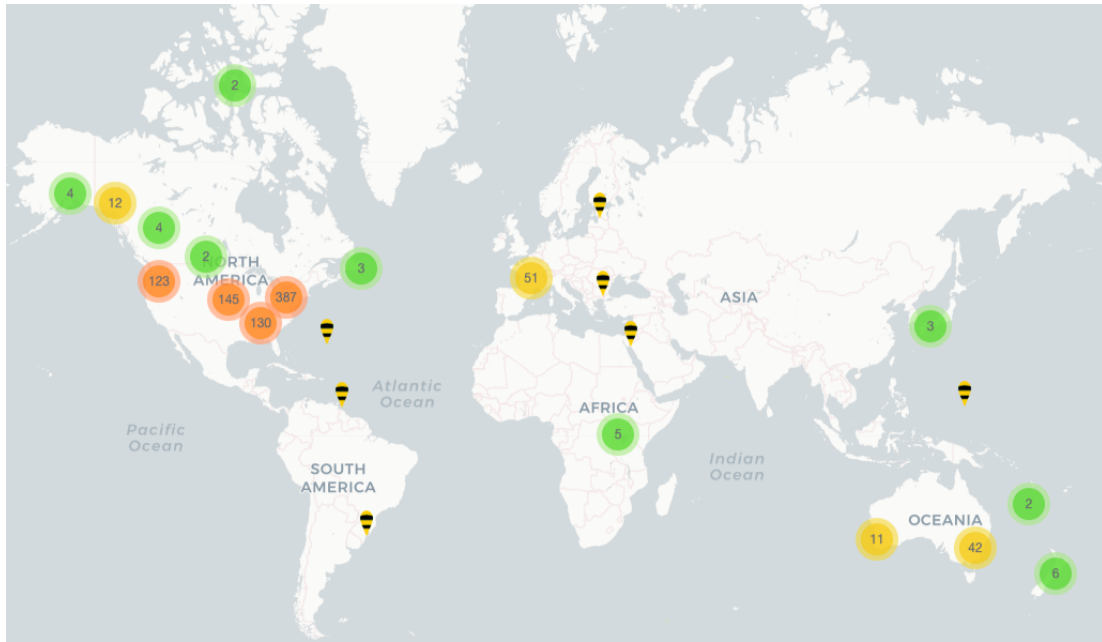 2
4
12
4
2
NORTH
AMERICA
3
123
145
387
130
51
ASIA
3
Atlantic
Ocean
AFRICA
5
Pacific
Ocean
Indian
Ocean
SOUTH
AMERICA
2
OCEANIA
11
42
6